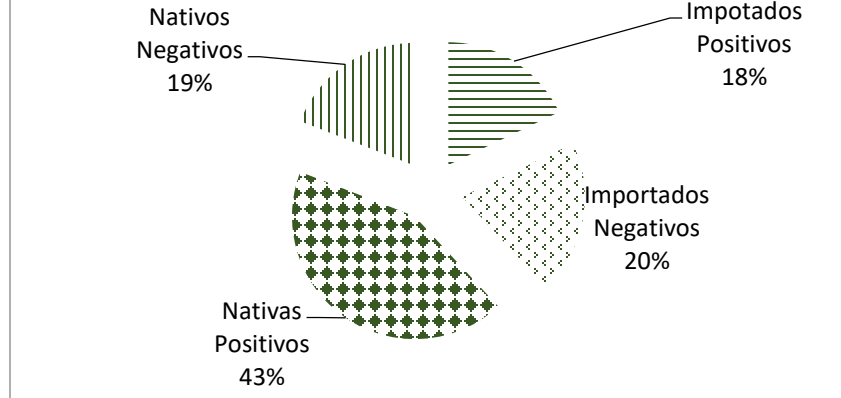 Nativos
Negativos
19%
Impotados
Positivos
18%
Importados
Negativos
20%
Nativas
Positivos
43%